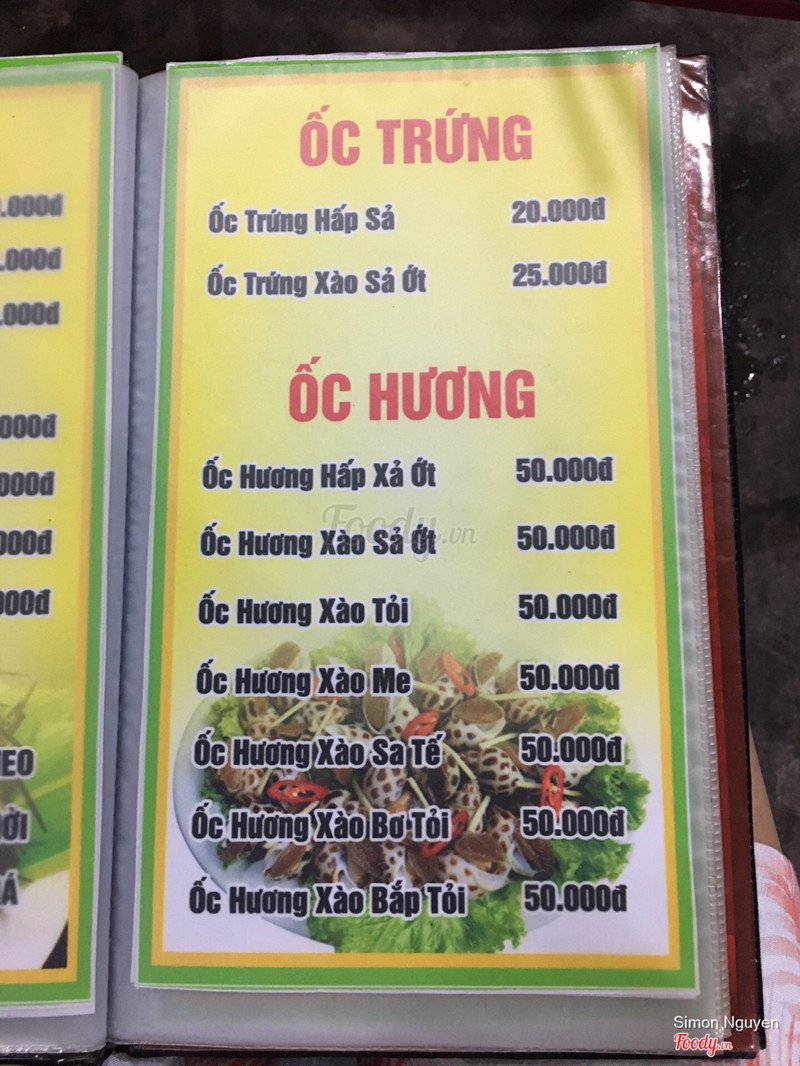 ỐC TRỨNG
Ốc Trứng Hấp Sả 20.000đ
Ốc Trứng Xào Sả Ớt 25.000đ
ỐC HƯƠNG
Ốc Hương Hấp Xả Ớt 50.000đ
Ốc Hương Xào Sả Ớt 50.000đ
Ốc Hương Xào Tỏi 50.000đ
Ốc Hương Xào Me 50.000đ
Ốc Hương Xào Sa Tế 50.000đ
Ốc Hương Xào Bơ Tỏi 50.000đ
Ốc Hương Xào Bắp Tỏi 50.000đ
Foody.vn
Simon Nguyen
Foody.vn